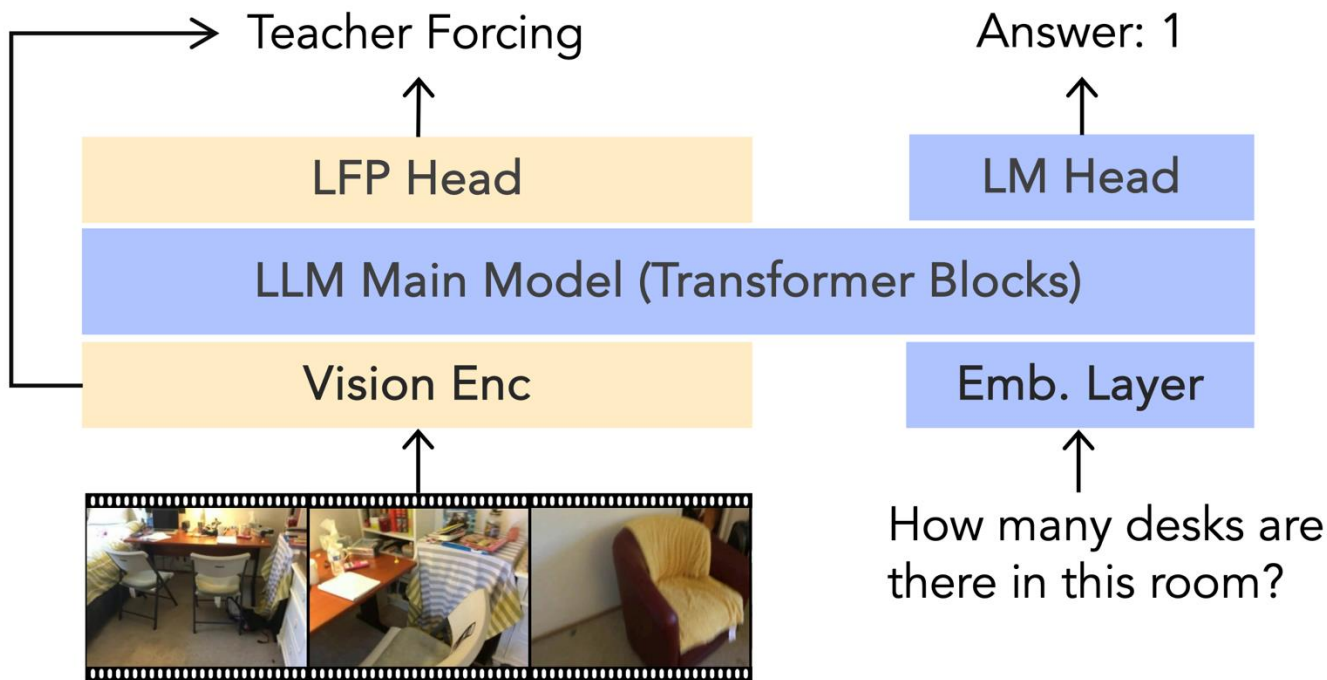 Teacher Forcing
Answer: 1
LFP Head
LM Head
LLM Main Model (Transformer Blocks)
Vision Enc
Emb. Layer
How many desks are
there in this room?